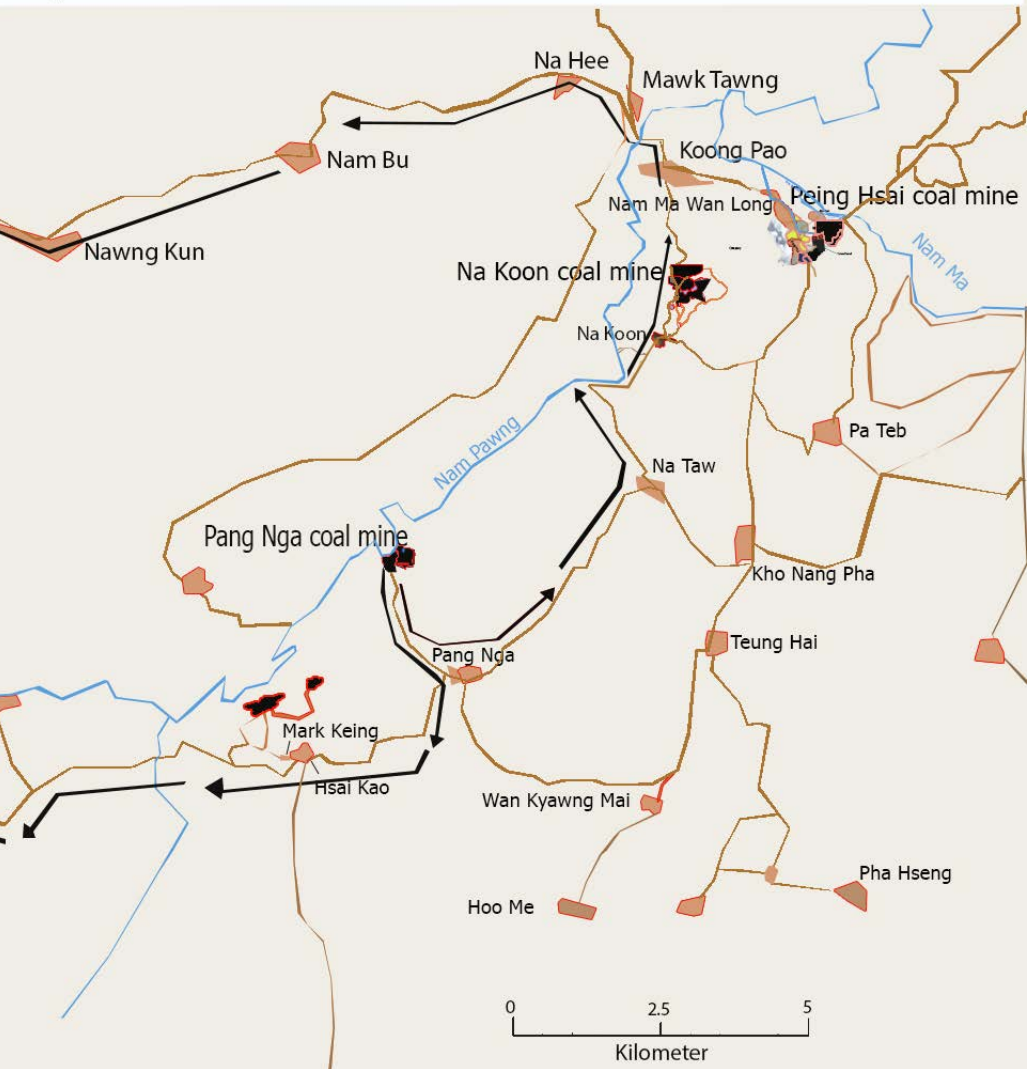 Na Hee
Mawk Tawng
Nam Bu
Koong Pao
Peing Hsai coal mine
Nam Ma Wan Long
Nawng Kun
Nam Ma
Na Koon coal mine
Na Koon
Pa Teb
Nam Pawng
Na Taw
Pang Nga coal mine
Kho Nang Pha
Teung Hai
Pang Nga
Mark Keing
Hsai Kao
Wan Kyawng Mai
Pha Hseng
Hoo Me
0 2.5 5
Kilometer